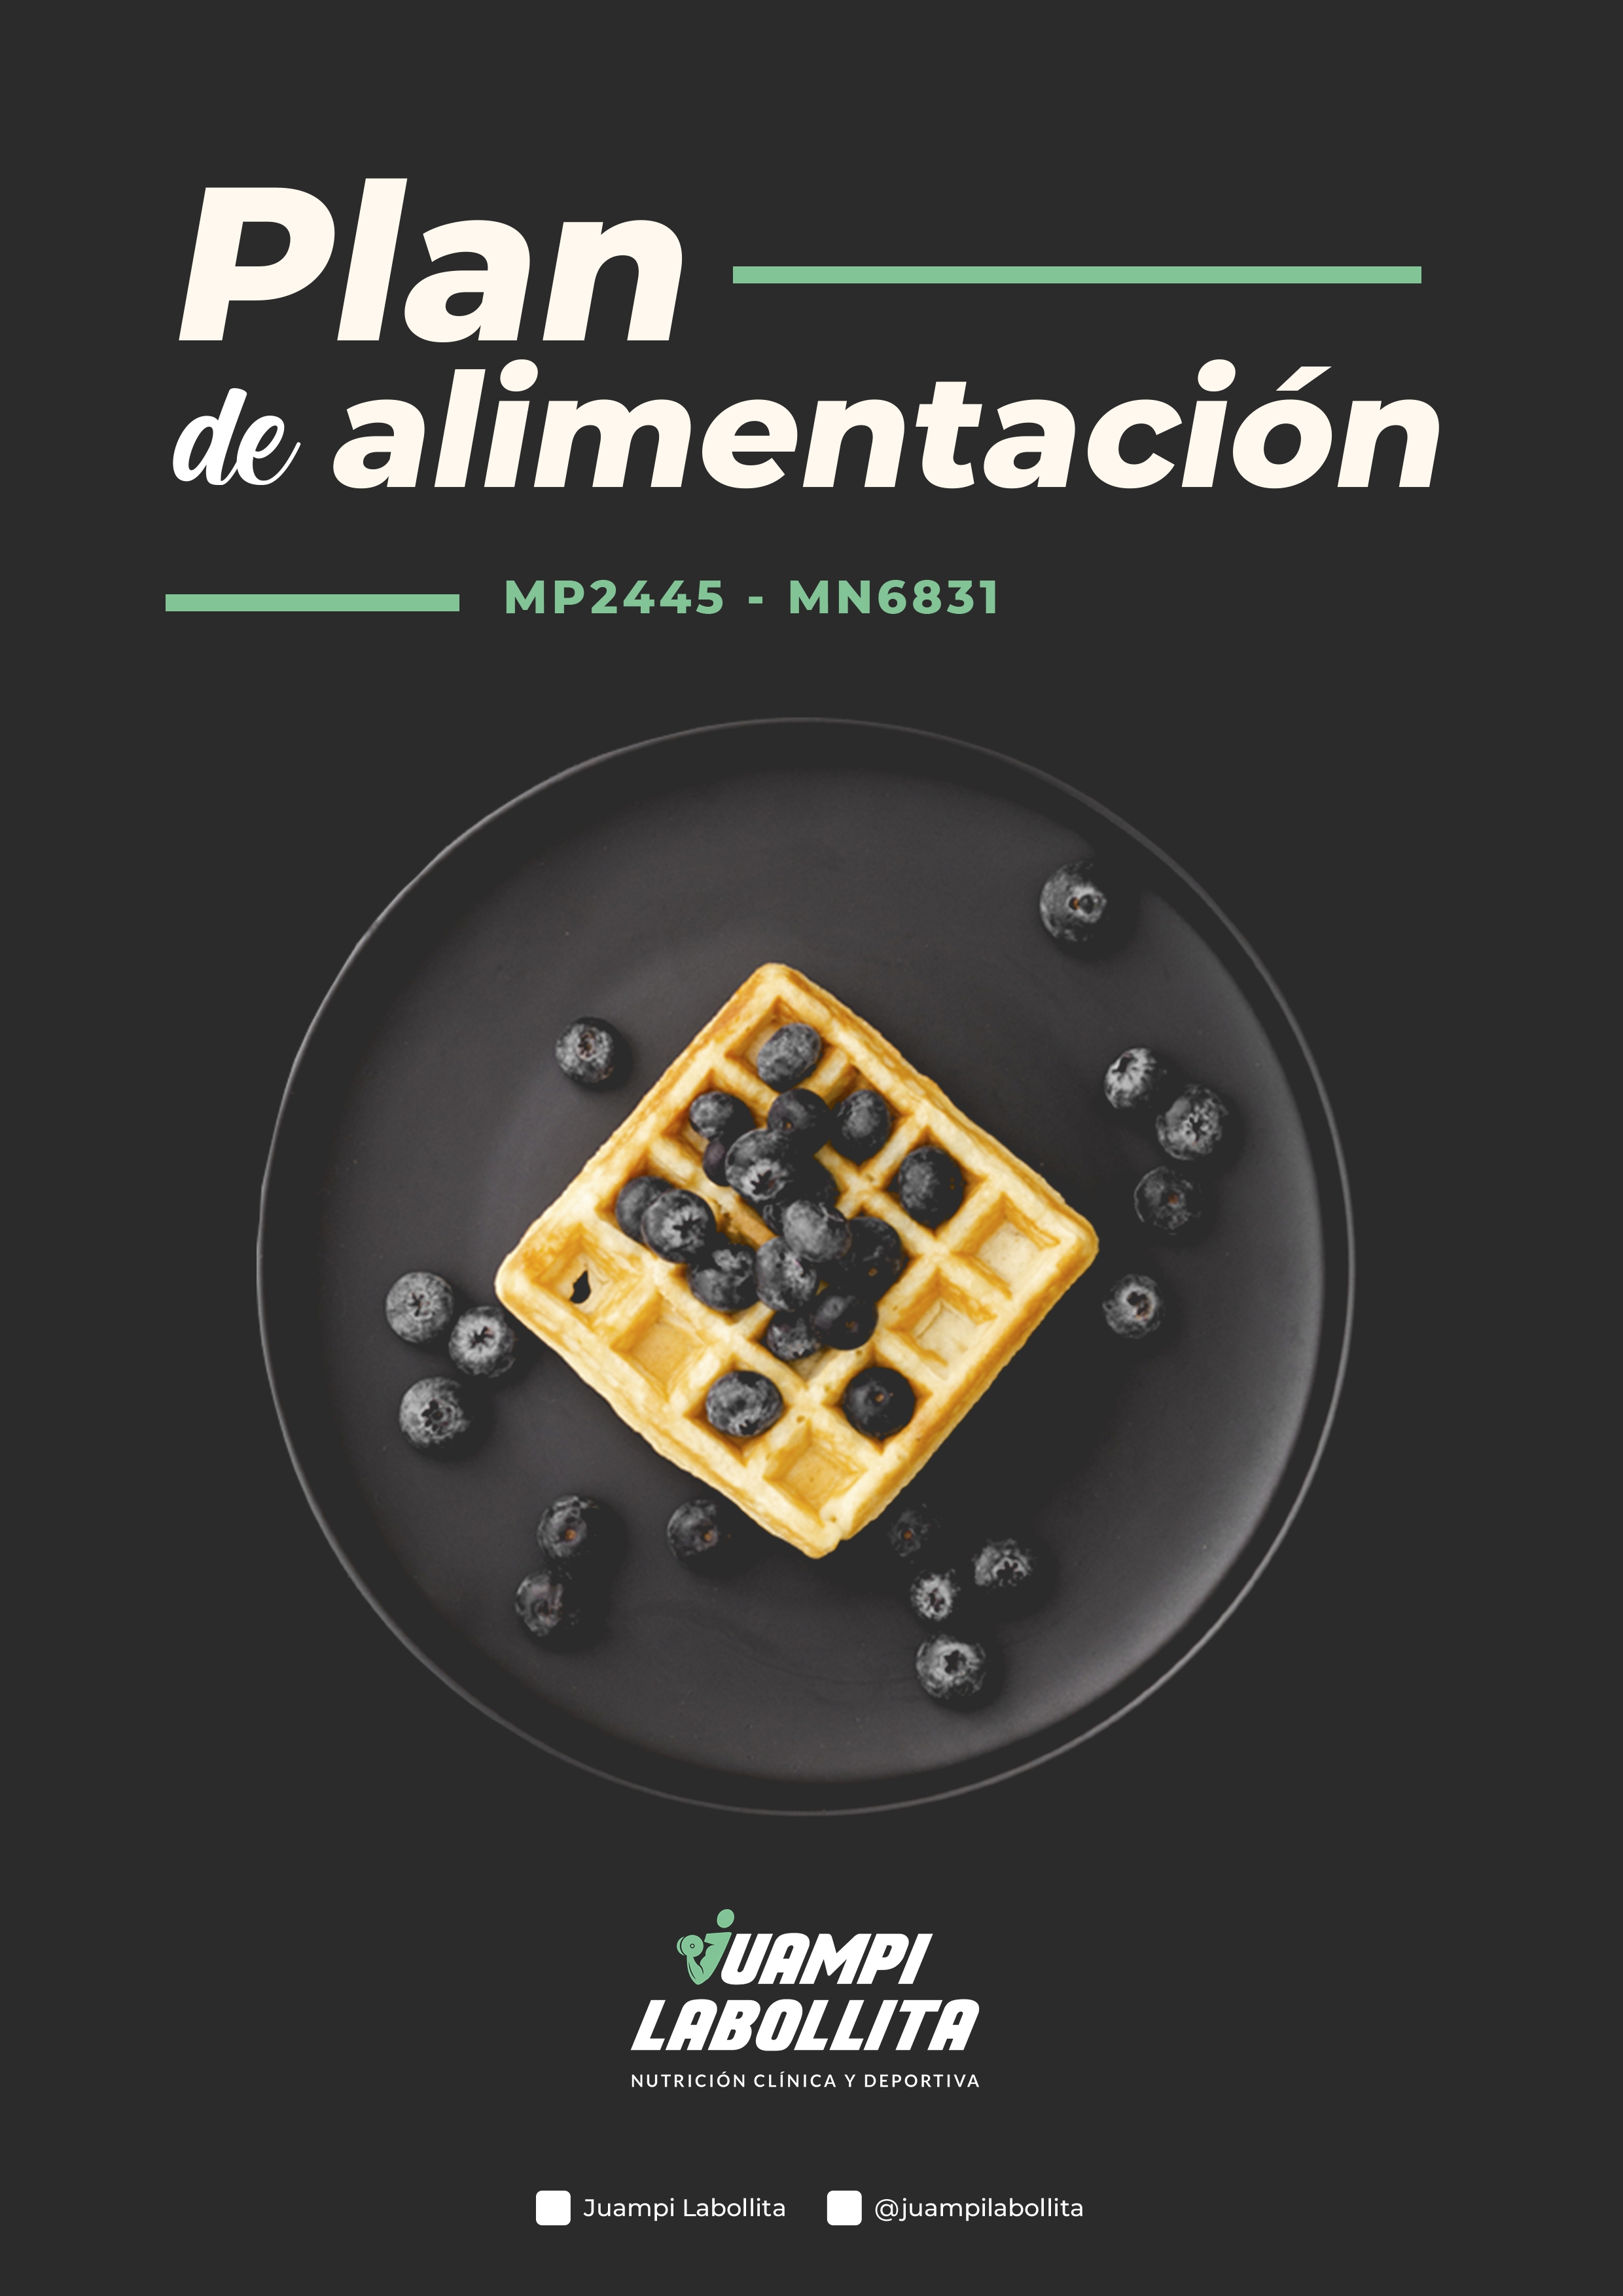 Plan
de alimentación
MP2445 - MN6831
JUAMPI
LABOLLITA
NUTRICIÓN CLÍNICA Y DEPORTIVA
Juampi Labollita @juampilabollita